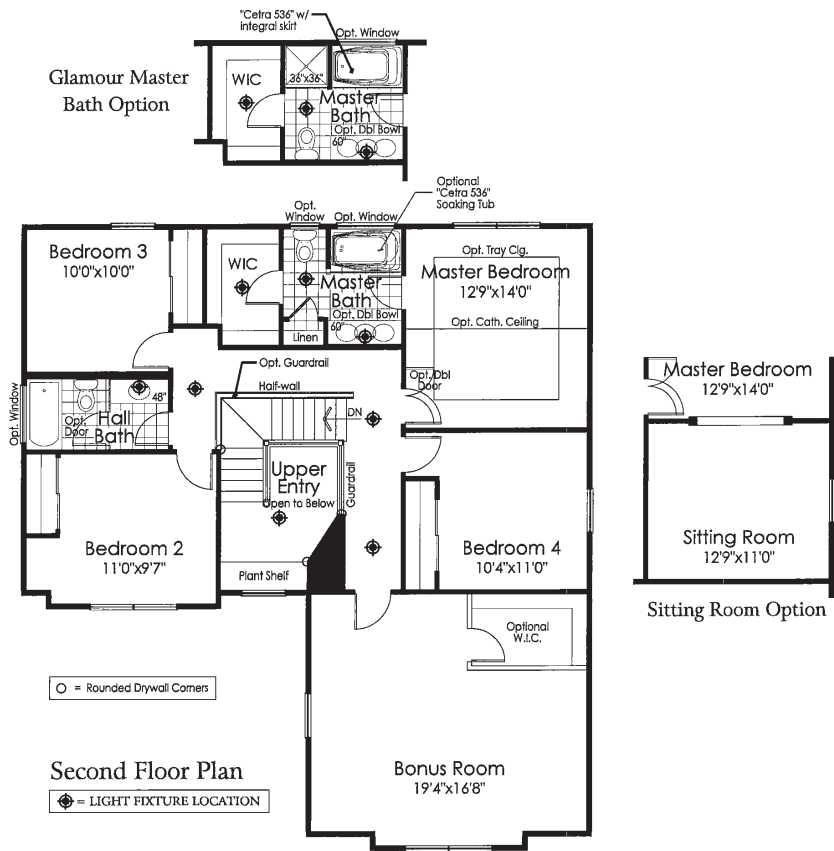 "Cetra 536" w/
integral skirt
Opt. Window
Glamour Master
Bath Option
WIC
36"x36"
Master
Bath
Opt. Dbl Bowl
60"
Optional
"Cetra 536"
Soaking Tub
Opt.
Window
Opt. Window
Bedroom 3
10'0"x10'0"
WIC
Master
Bath
Opt. Dbl Bowl
60"
Linen
Opt. Tray Clg.
Master Bedroom
12'9"x14'0"
Opt. Cath. Ceiling
Opt. Dbl
Door
Opt. Guardrail
Half-wall
DN
Opt. Window
Opt.
Door
48"
Hall
Bath
Upper
Entry
Open to Below
Guardrail
Plant Shelf
Bedroom 2
11'0"x9'7"
Bedroom 4
10'4"x11'0"
Master Bedroom
12'9"x14'0"
Sitting Room
12'9"x11'0"
Sitting Room Option
Optional
W.I.C.
Bonus Room
19'4"x16'8"
= Rounded Drywall Corners
Second Floor Plan
= LIGHT FIXTURE LOCATION